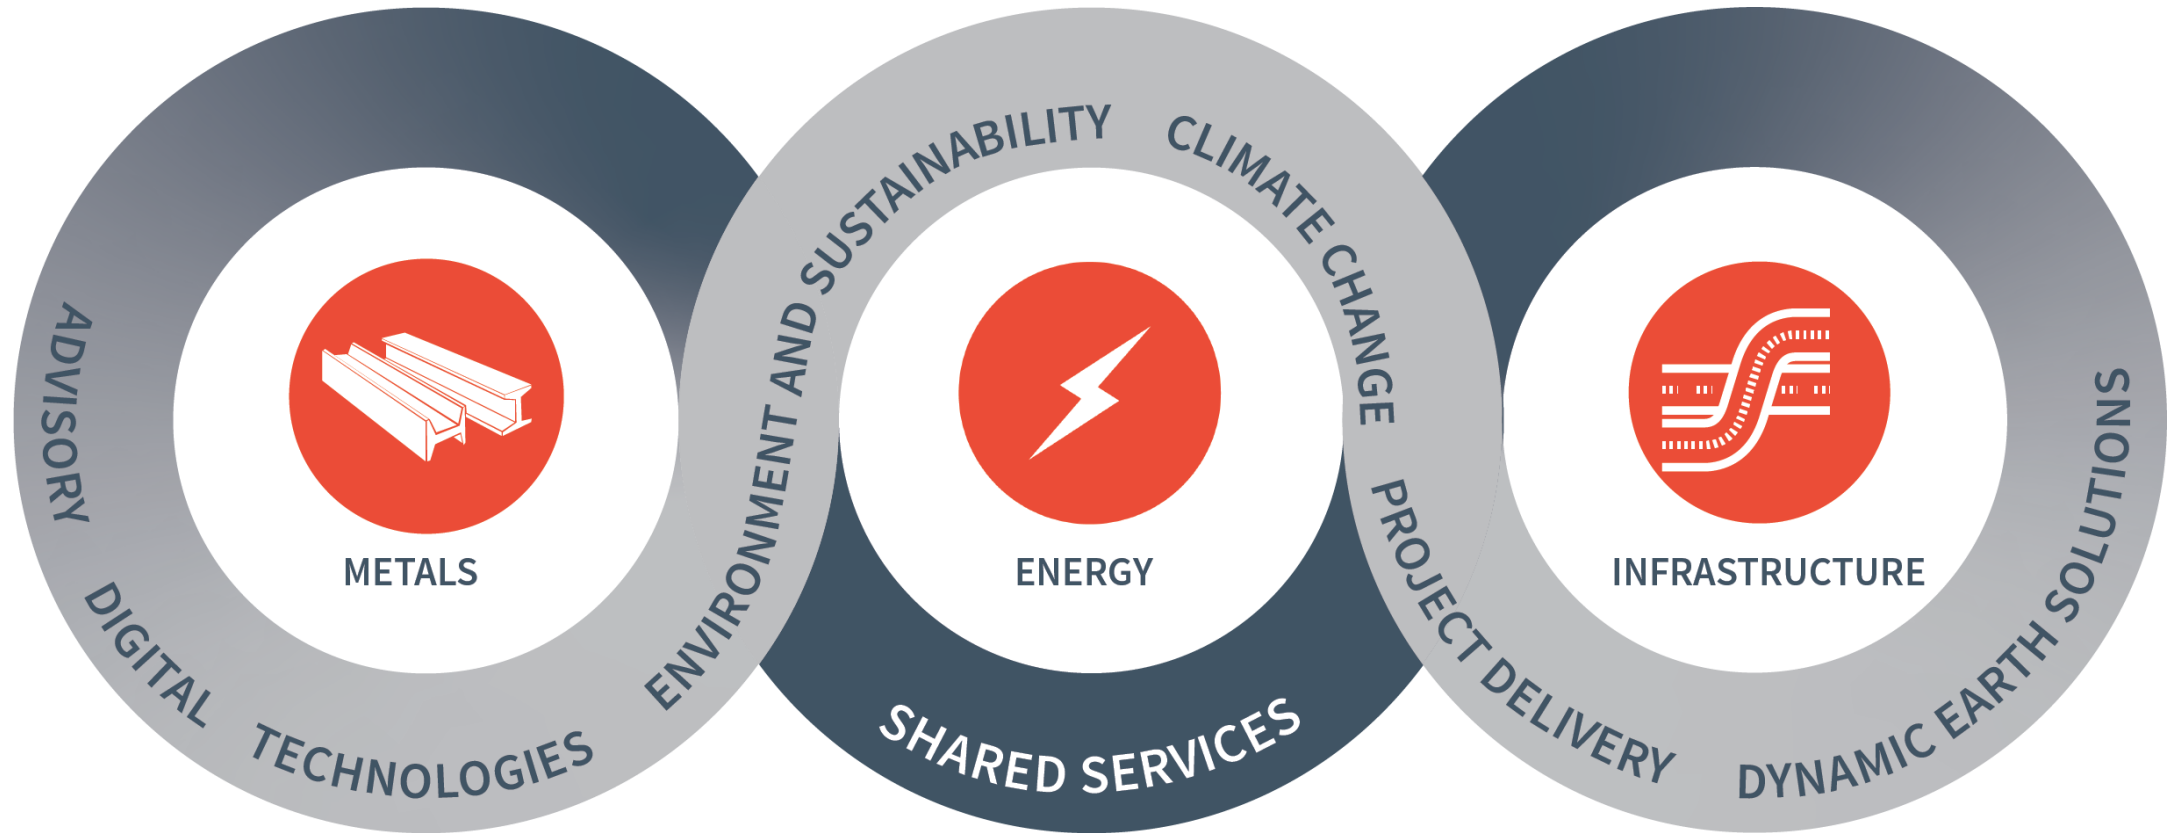 ADVISORY
DIGITAL
TECHNOLOGIES
ENVIRONMENT AND SUSTAINABILITY
CLIMATE CHANGE
PROJECT DELIVERY
DYNAMIC EARTH SOLUTIONS
METALS
ENERGY
INFRASTRUCTURE
SHARED SERVICES